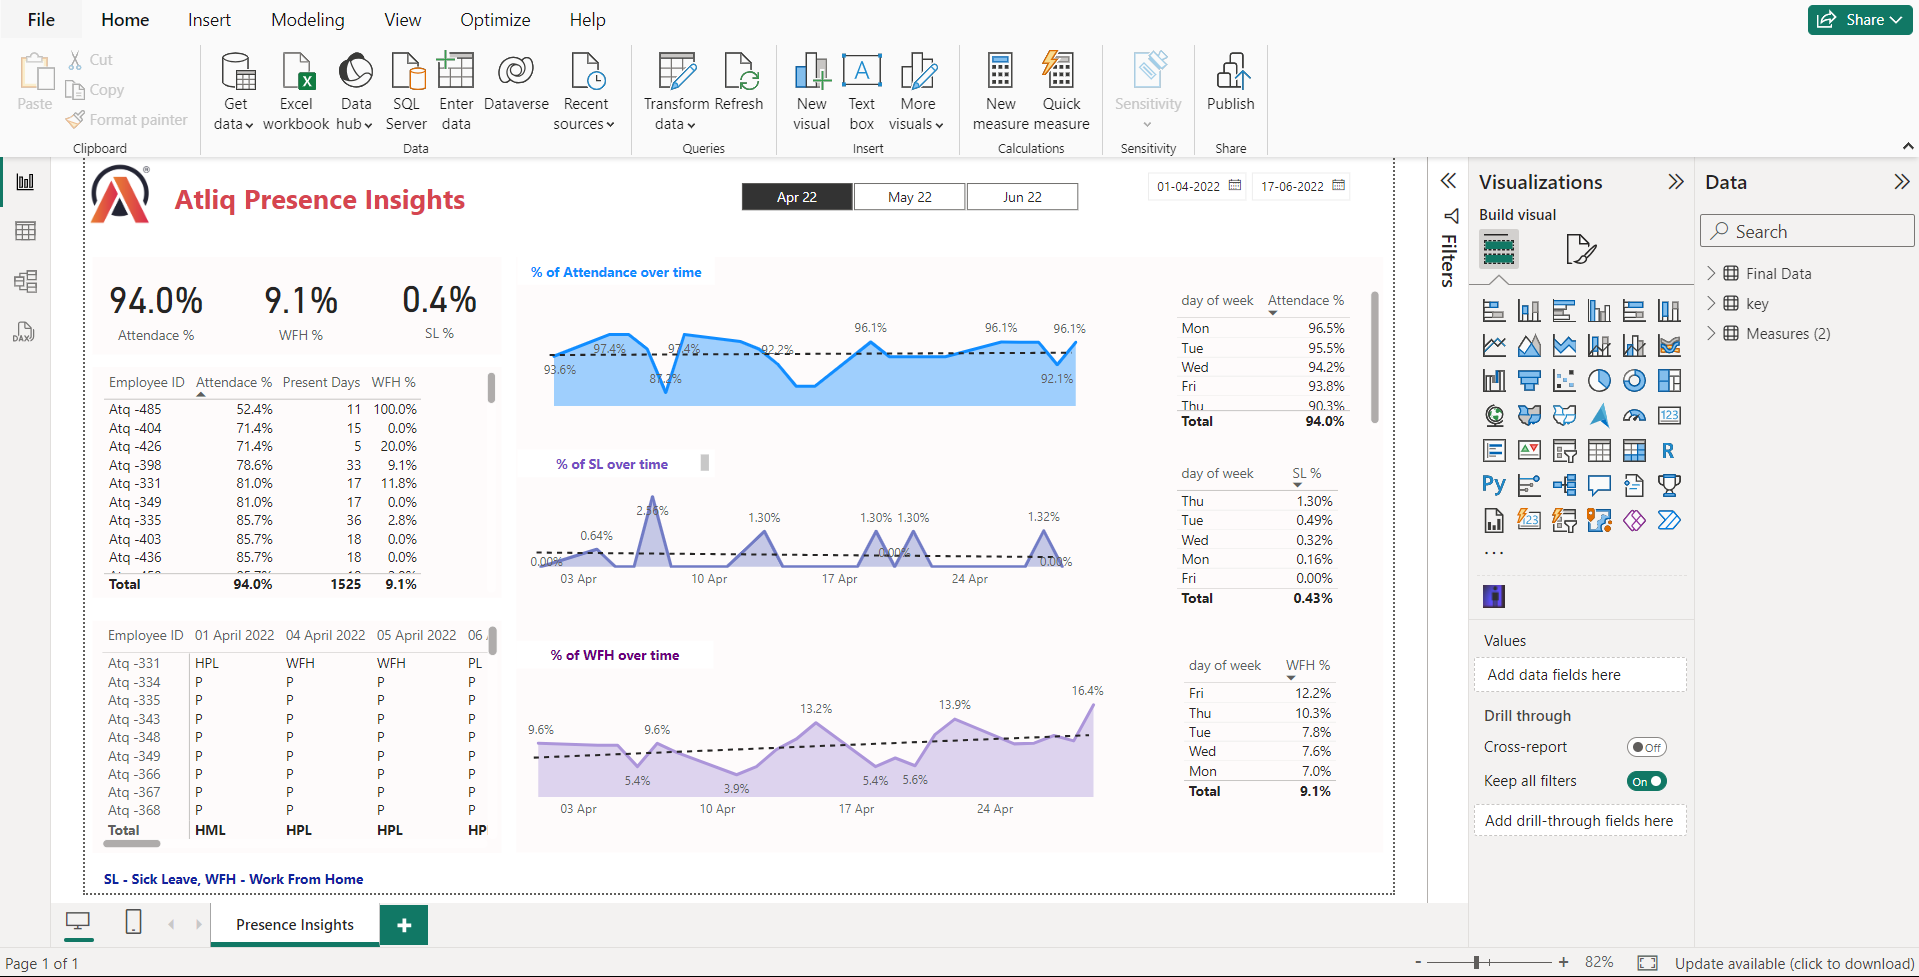 File Home Insert Modeling View Optimize Help
Share
Paste
Cut
Copy
Format painter
Get data
Excel workbook
Data hub
SQL Server
Enter data
Dataverse
Recent sources
Transform data
Refresh
New visual
Text box
More visuals
New measure
Quick measure
Sensitivity
Publish
Clipboard Data Queries Insert Calculations Sensitivity Share
Atliq Presence Insights
Apr 22 May 22 Jun 22
01-04-2022 17-06-2022
94.0% 9.1% 0.4%
Attendace % WFH % SL %
Employee ID Attendace % Present Days WFH %
Atq -485 52.4% 11 100.0%
Atq -404 71.4% 15 0.0%
Atq -426 71.4% 5 20.0%
Atq -398 78.6% 33 9.1%
Atq -331 81.0% 17 11.8%
Atq -349 81.0% 17 0.0%
Atq -335 85.7% 36 2.8%
Atq -403 85.7% 18 0.0%
Atq -436 85.7% 18 0.0%
Total 94.0% 1525 9.1%
Employee ID 01 April 2022 04 April 2022 05 April 2022 06
Atq -331 HPL WFH WFH PL
Atq -334 P P P P
Atq -335 P P P P
Atq -343 P P P P
Atq -348 P P P P
Atq -349 P P P P
Atq -366 P P P P
Atq -367 P P P P
Atq -368 P P P P
Total HML HPL HPL HP
SL - Sick Leave, WFH - Work From Home
% of Attendance over time
93.6% 97.4% 87.2% 97.4% 92.2% 96.1% 96.1% 92.1% 96.1%
day of week Attendace %
Mon 96.5%
Tue 95.5%
Wed 94.2%
Fri 93.8%
Thu 90.3%
Total 94.0%
% of SL over time
0.00% 0.64% 2.56% 1.30% 1.30% 0.00% 1.30% 1.32% 0.00%
03 Apr 10 Apr 17 Apr 24 Apr
day of week SL %
Thu 1.30%
Tue 0.49%
Wed 0.32%
Mon 0.16%
Fri 0.00%
Total 0.43%
% of WFH over time
9.6% 5.4% 9.6% 3.9% 13.2% 5.4% 5.6% 13.9% 16.4%
03 Apr 10 Apr 17 Apr 24 Apr
day of week WFH %
Fri 12.2%
Thu 10.3%
Tue 7.8%
Wed 7.6%
Mon 7.0%
Total 9.1%
Filters
Visualizations
Build visual
123
R
Py
123
...
Values
Add data fields here
Drill through
Cross-report Off
Keep all filters On
Add drill-through fields here
Data
Search
Final Data
key
Measures (2)
DAX
Presence Insights
Page 1 of 1
- + 82%
Update available (click to download)